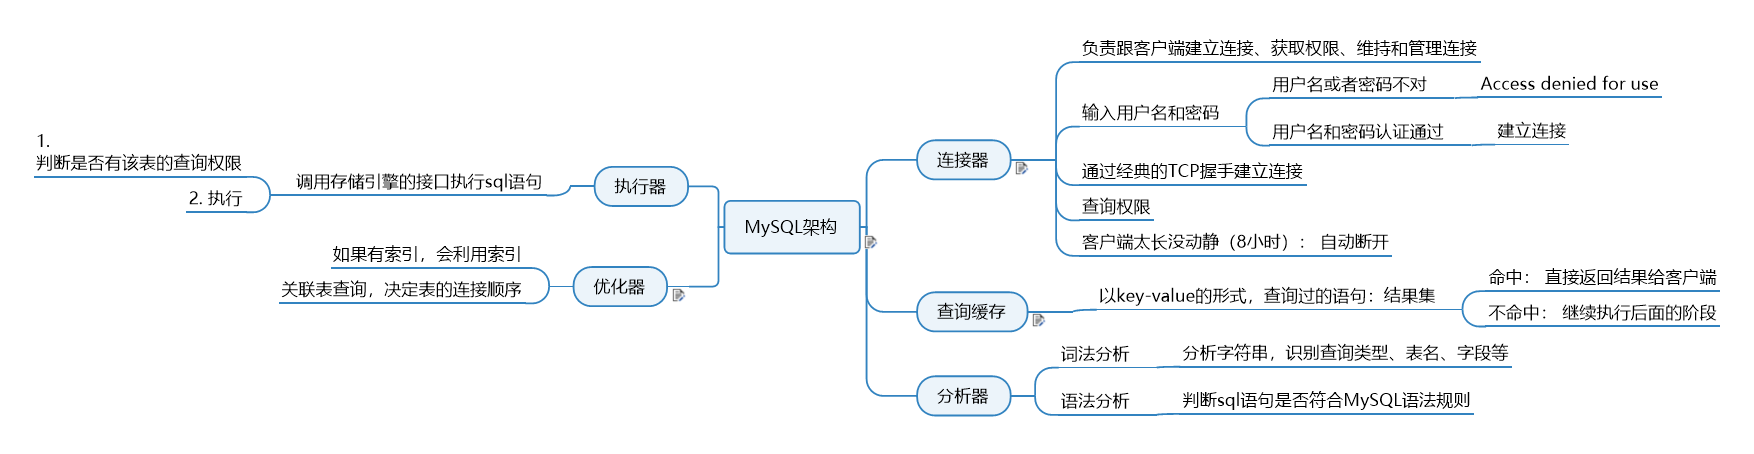 MySQL架构
连接器
负责跟客户端建立连接、获取权限、维持和管理连接
输入用户名和密码
用户名或者密码不对
Access denied for use
用户名和密码认证通过
建立连接
通过经典的TCP握手建立连接
查询权限
客户端太长没动静（8小时）： 自动断开
查询缓存
以key-value的形式，查询过的语句：结果集
命中： 直接返回结果给客户端
不命中： 继续执行后面的阶段
分析器
词法分析
分析字符串，识别查询类型、表名、字段等
语法分析
判断sql语句是否符合MySQL语法规则
优化器
如果有索引，会利用索引
关联表查询，决定表的连接顺序
执行器
调用存储引擎的接口执行sql语句
1.
判断是否有该表的查询权限
2. 执行